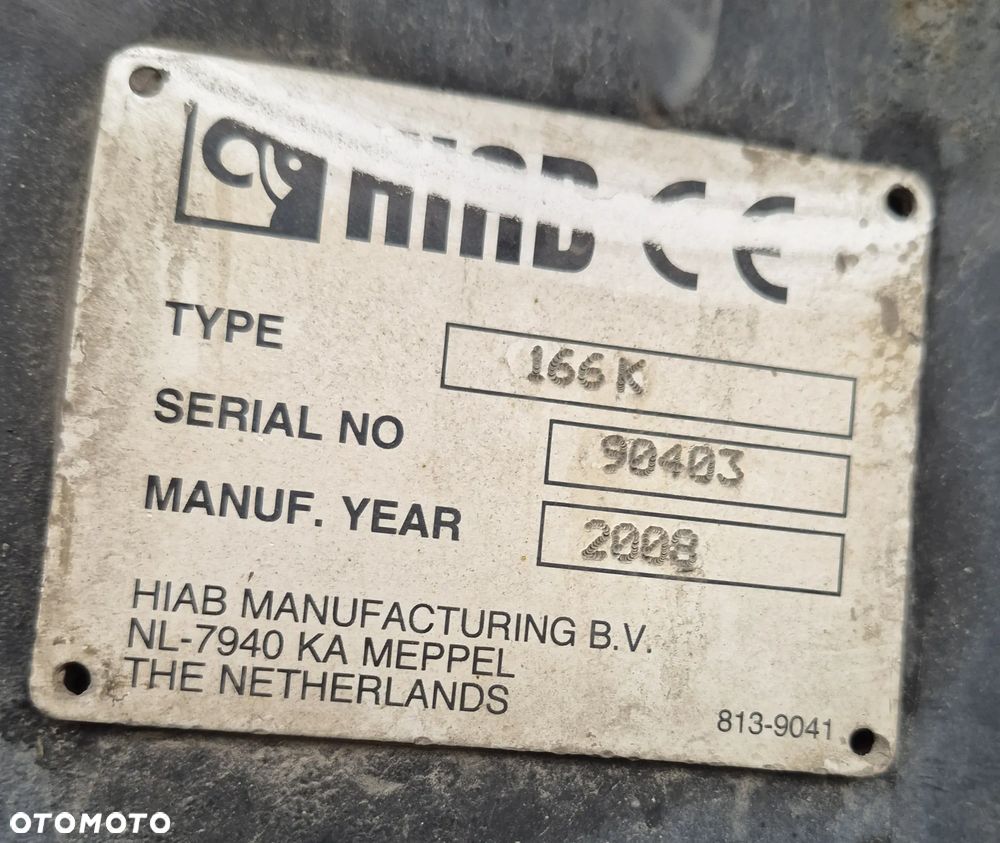 HIAB CE
TYPE 166K
SERIAL NO 90403
MANUF. YEAR 2008
HIAB MANUFACTURING B.V.
NL-7940 KA MEPPEL
THE NETHERLANDS
813-9041
OTOMOTO